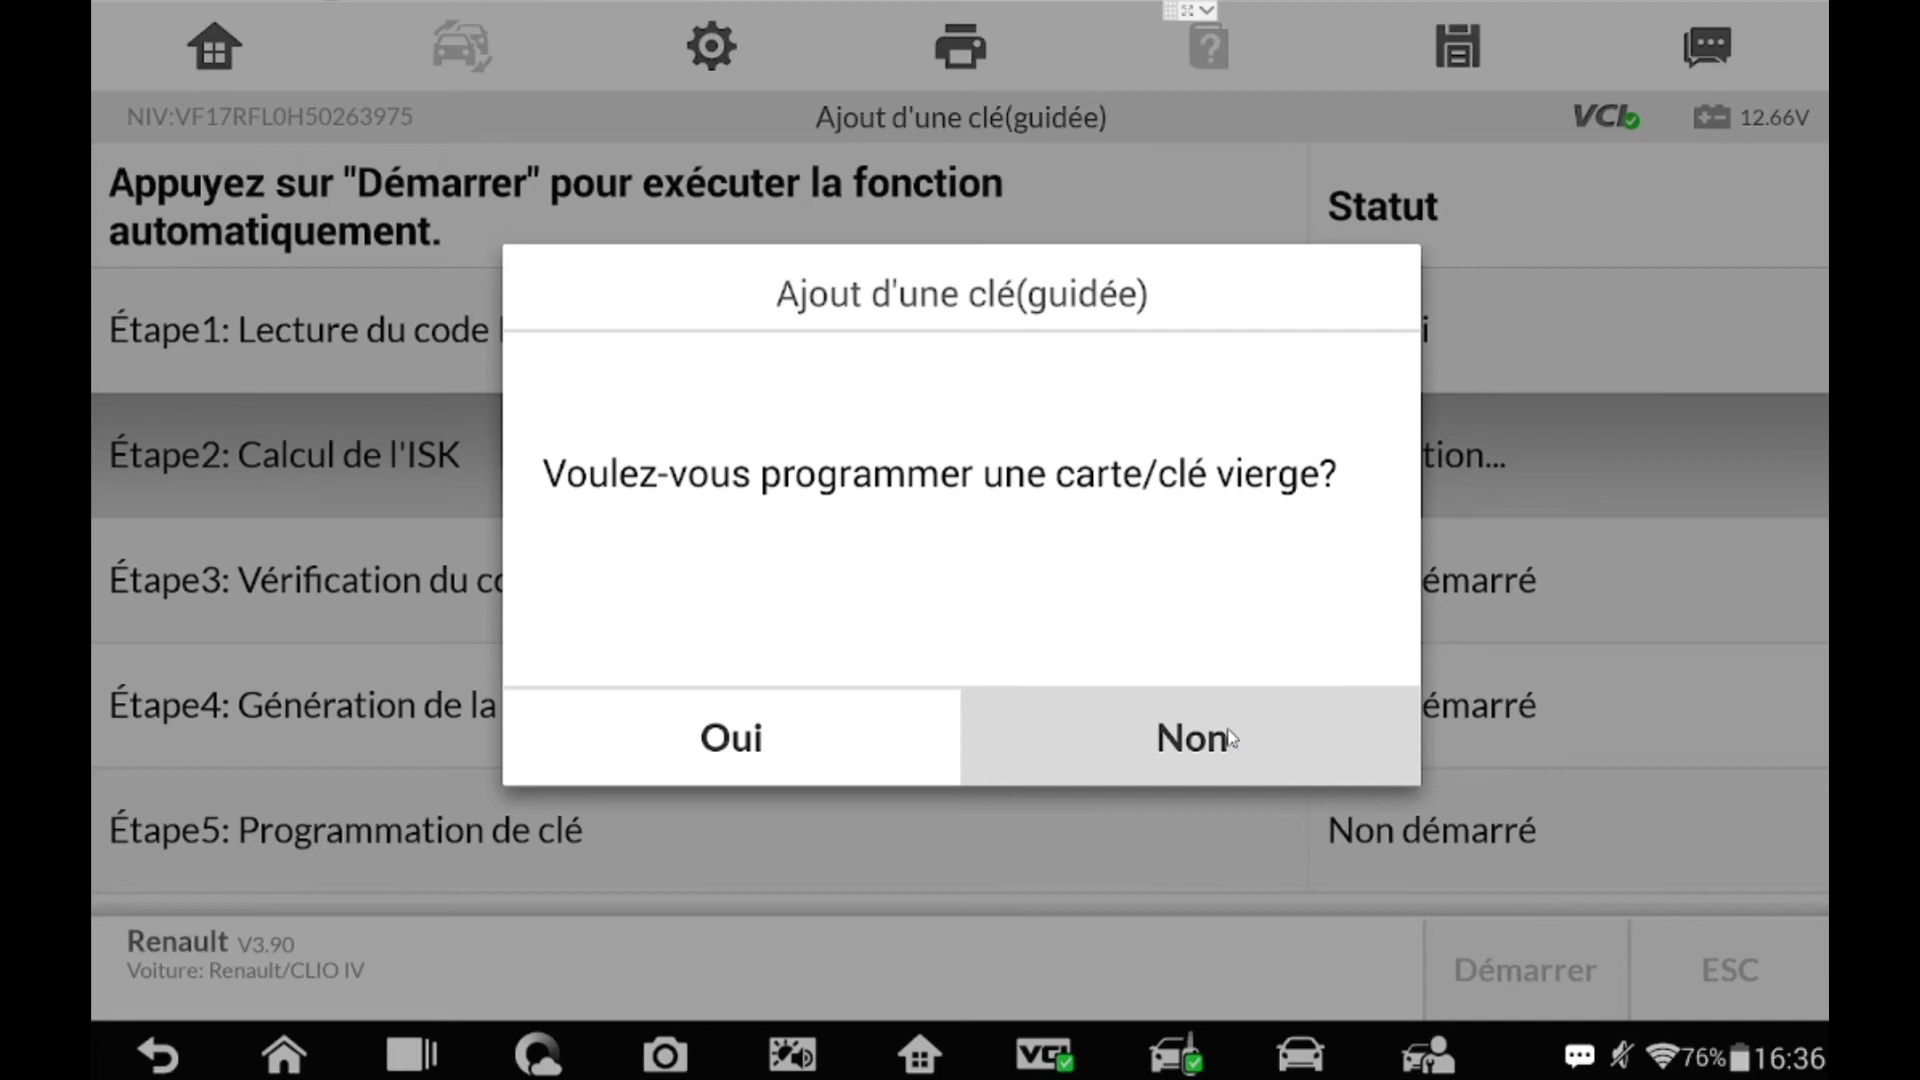 NIV:VF17RFL0H50263975
Ajout d'une clé(guidée)
VCI
12.66V
Appuyez sur "Démarrer" pour exécuter la fonction
automatiquement.
Statut
Étape1: Lecture du code
Étape2: Calcul de l'ISK
tion...
Étape3: Vérification du
émarré
Étape4: Génération de la
émarré
Étape5: Programmation de clé
Non démarré
Ajout d'une clé(guidée)
Voulez-vous programmer une carte/clé vierge?
Oui
Non
Renault V3.90
Voiture: Renault/CLIO IV
Démarrer
ESC
VCI
76%
16:36